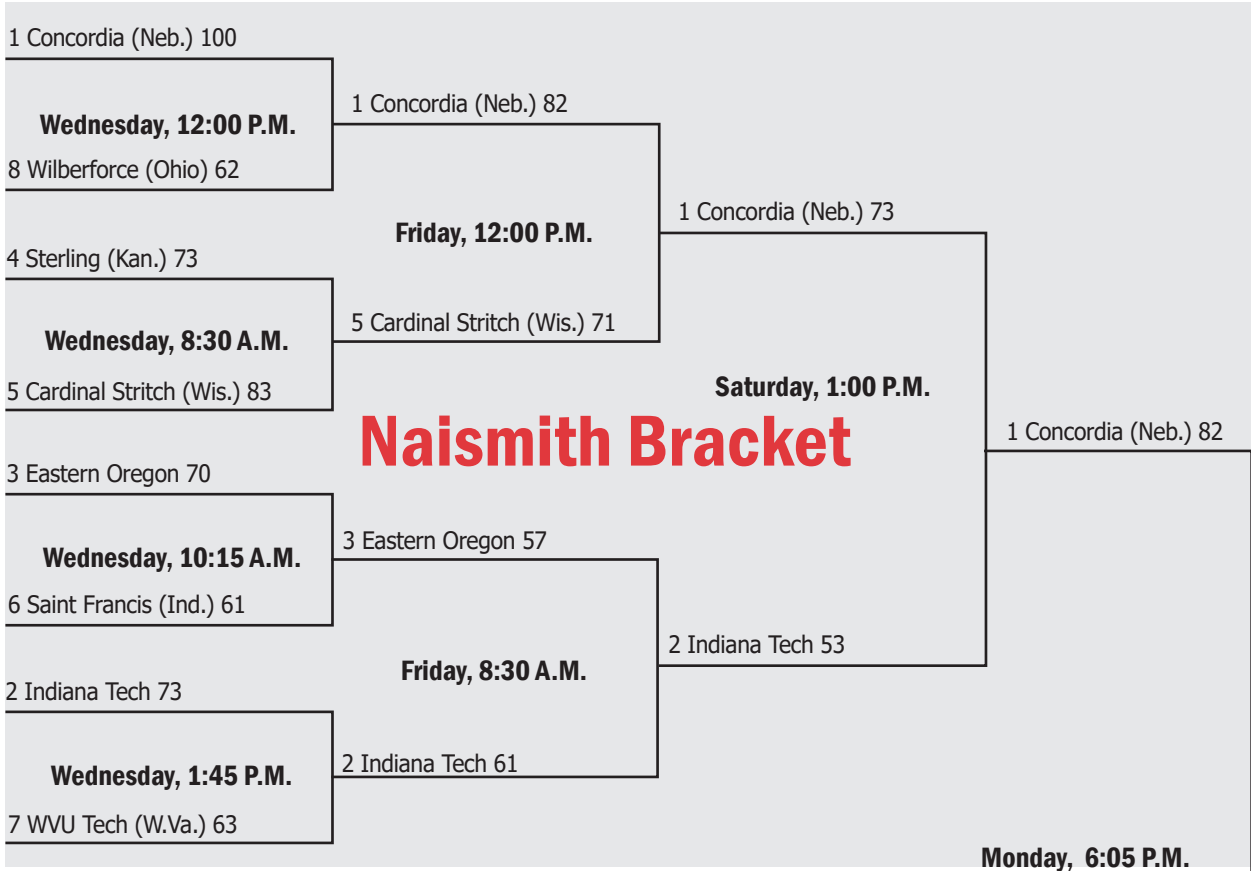 1 Concordia (Neb.) 100
Wednesday, 12:00 P.M.
8 Wilberforce (Ohio) 62
4 Sterling (Kan.) 73
Wednesday, 8:30 A.M.
5 Cardinal Stritch (Wis.) 83
3 Eastern Oregon 70
Wednesday, 10:15 A.M.
6 Saint Francis (Ind.) 61
2 Indiana Tech 73
Wednesday, 1:45 P.M.
7 WVU Tech (W.Va.) 63
1 Concordia (Neb.) 82
Friday, 12:00 P.M.
5 Cardinal Stritch (Wis.) 71
Naismith Bracket
3 Eastern Oregon 57
Friday, 8:30 A.M.
2 Indiana Tech 61
1 Concordia (Neb.) 73
Saturday, 1:00 P.M.
2 Indiana Tech 53
1 Concordia (Neb.) 82
Monday, 6:05 P.M.